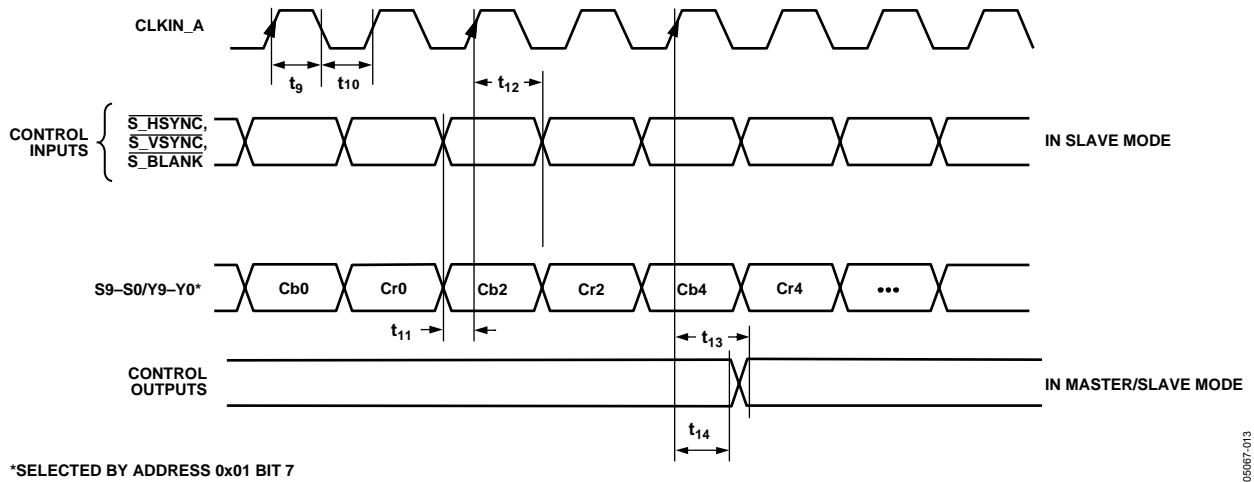 CLKIN_A
t9
t10
t12
CONTROL
INPUTS
S_HSYNC,
S_VSYNC,
S_BLANK
IN SLAVE MODE
S9–S0/Y9–Y0*
Cb0
Cr0
Cb2
Cr2
Cb4
Cr4
•••
t11
t13
CONTROL
OUTPUTS
IN MASTER/SLAVE MODE
t14
*SELECTED BY ADDRESS 0x01 BIT 7
05067-013